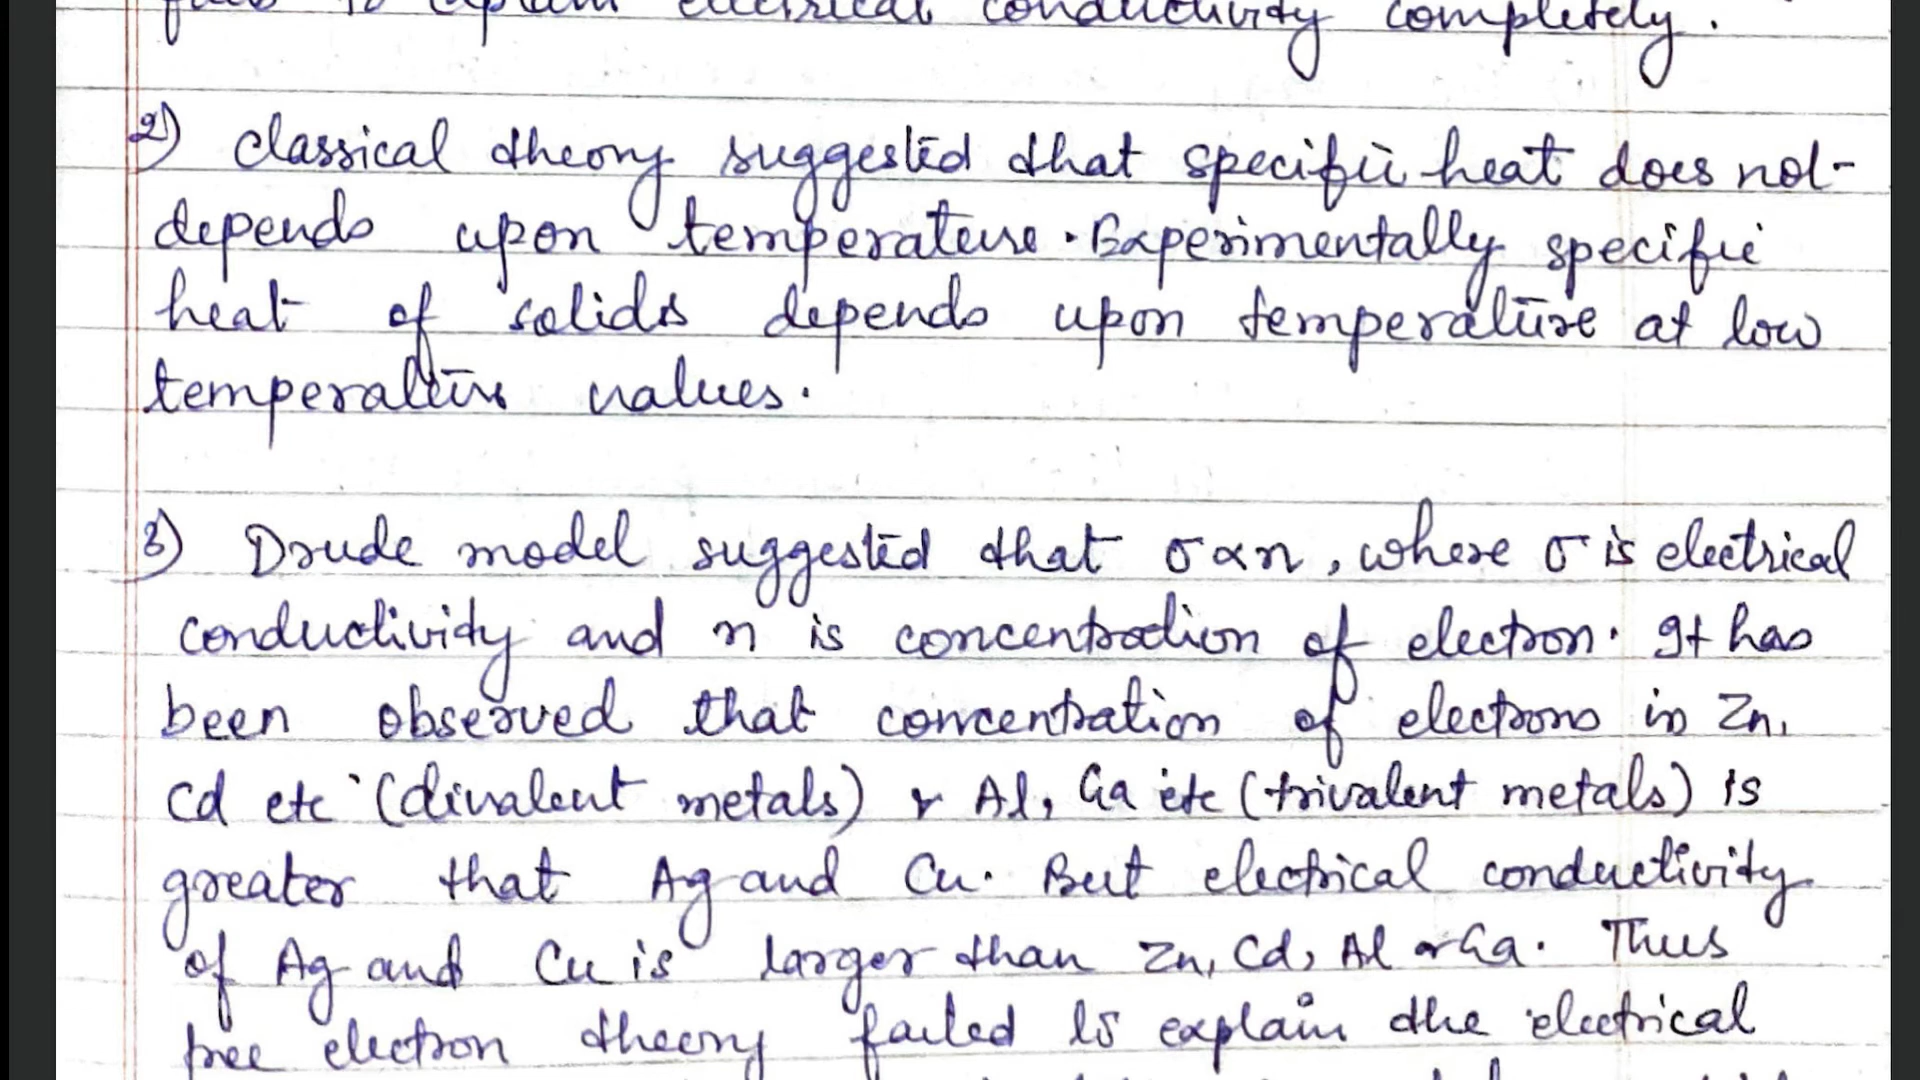 to explain electrical conductivity completely.
2) classical theory suggested that specific heat does not
depends upon temperature. Experimentally specific
heat of solids depends upon temperature at low
temperature values.
3) Drude model suggested that σ∝n, where σ is electrical
conductivity and n is concentration of electron. It has
been observed that concentration of electrons in Zn,
Cd etc (divalent metals) & Al, Ga etc (trivalent metals) is
greater that Ag and Cu. But electrical conductivity
of Ag and Cu is larger than Zn, Cd, Al & Ga. Thus
free electron theory failed to explain the electrical